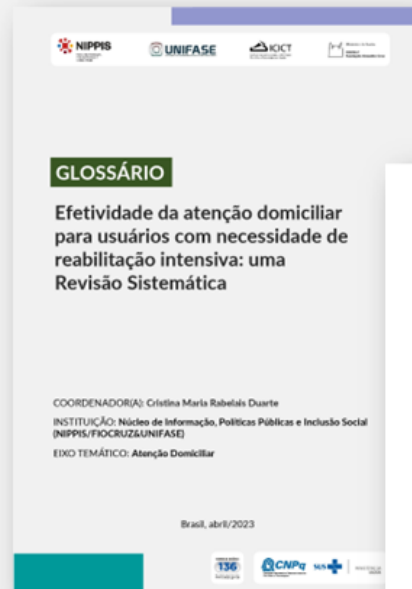 NIPPIS
UNIFASE
ICICT
GLOSSÁRIO
Efetividade da atenção domiciliar
para usuários com necessidade de
reabilitação intensiva: uma
Revisão Sistemática
COORDENADOR(A): Cristina Maria Rabelais Duarte
INSTITUIÇÃO: Núcleo de Informação, Políticas Públicas e Inclusão Social
(NIPPIS/FIOCRUZ&UNIFASE)
EIXO TEMÁTICO: Atenção Domiciliar
Brasil, abril/2023
136
CNPq
SUS